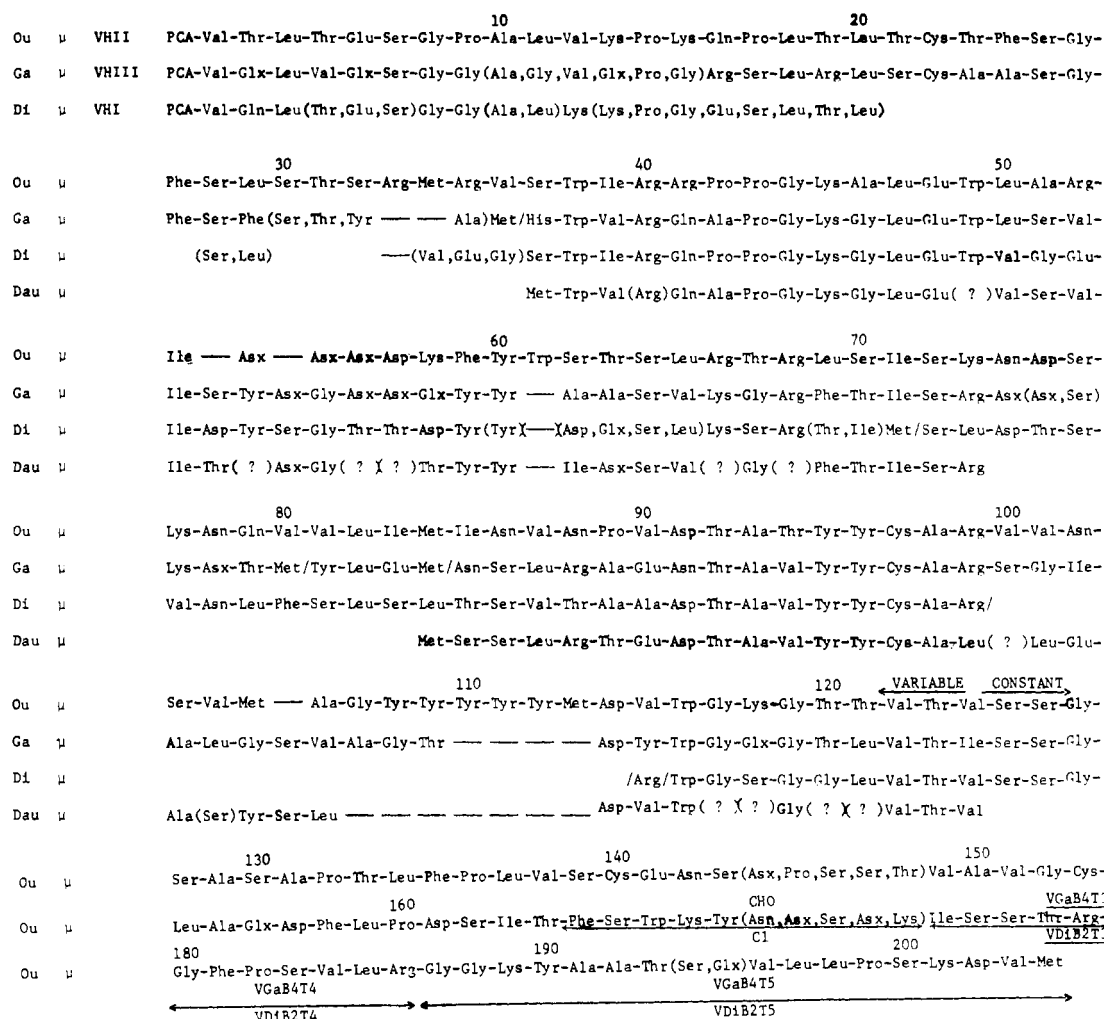 10 20
Ou μ VHII PCA-Val-Thr-Leu-Thr-Glu-Ser-Gly-Pro-Ala-Leu-Val-Lys-Pro-Lys-Gln-Pro-Leu-Thr-Leu-Thr-Cys-Thr-Phe-Ser-Gly-
Ga μ VHIII PCA-Val-Glx-Leu-Val-Glx-Ser-Gly-Gly(Ala,Gly,Val,Glx,Pro,Gly)Arg-Ser-Leu-Arg-Leu-Ser-Cys-Ala-Ala-Ser-Gly-
Di μ VHI PCA-Val-Gln-Leu(Thr,Glu,Ser)Gly-Gly(Ala,Leu)Lys(Lys,Pro,Gly,Glu,Ser,Leu,Thr,Leu)
30 40 50
Ou μ Phe-Ser-Leu-Ser-Thr-Ser-Arg-Met-Arg-Val-Ser-Trp-Ile-Arg-Arg-Pro-Pro-Gly-Lys-Ala-Leu-Glu-Trp-Leu-Ala-Arg-
Ga μ Phe-Ser-Phe(Ser,Thr,Tyr — — Ala)Met/His-Trp-Val-Arg-Gln-Ala-Pro-Gly-Lys-Gly-Leu-Glu-Trp-Leu-Ser-Val-
Di μ (Ser,Leu) —(Val,Glu,Gly)Ser-Trp-Ile-Arg-Gln-Pro-Pro-Gly-Lys-Gly-Leu-Glu-Trp-Val-Gly-Glu-
Dau μ Met-Trp-Val(Arg)Gln-Ala-Pro-Gly-Lys-Gly-Leu-Glu( ? )Val-Ser-Val-
60 70
Ou μ Ile — Asx — Asx-Asx-Asp-Lys-Phe-Tyr-Trp-Ser-Thr-Ser-Leu-Arg-Thr-Arg-Leu-Ser-Ile-Ser-Lys-Asn-Asp-Ser-
Ga μ Ile-Ser-Tyr-Asx-Gly-Asx-Asx-Glx-Tyr-Tyr — Ala-Ala-Ser-Val-Lys-Gly-Arg-Phe-Thr-Ile-Ser-Arg-Asx(Asx,Ser)
Di μ Ile-Asp-Tyr-Ser-Gly-Thr-Thr-Asp-Tyr(Tyr)(—)(Asp,Glx,Ser,Leu)Lys-Ser-Arg(Thr,Ile)Met/Ser-Leu-Asp-Thr-Ser-
Dau μ Ile-Thr( ? )Asx-Gly( ? )( ? )Thr-Tyr-Tyr — Ile-Asx-Ser-Val( ? )Gly( ? )Phe-Thr-Ile-Ser-Arg
80 90 100
Ou μ Lys-Asn-Gln-Val-Val-Leu-Ile-Met-Ile-Asn-Val-Asn-Pro-Val-Asp-Thr-Ala-Thr-Tyr-Tyr-Cys-Ala-Arg-Val-Val-Asn-
Ga μ Lys-Asx-Thr-Met/Tyr-Leu-Glu-Met/Asn-Ser-Leu-Arg-Ala-Glu-Asn-Thr-Ala-Val-Tyr-Tyr-Cys-Ala-Arg-Ser-Gly-Ile-
Di μ Val-Asn-Leu-Phe-Ser-Leu-Ser-Leu-Thr-Ser-Val-Thr-Ala-Ala-Asp-Thr-Ala-Val-Tyr-Tyr-Cys-Ala-Arg/
Dau μ Met-Ser-Ser-Leu-Arg-Thr-Glu-Asp-Thr-Ala-Val-Tyr-Tyr-Cys-Ala-Leu( ? )Leu-Glu-
110 120 VARIABLE CONSTANT
Ou μ Ser-Val-Met — Ala-Gly-Tyr-Tyr-Tyr-Tyr-Tyr-Met-Asp-Val-Trp-Gly-Lys-Gly-Thr-Thr-Val-Thr-Val-Ser-Ser-Gly-
Ga μ Ala-Leu-Gly-Ser-Val-Ala-Gly-Thr — — — — Asp-Tyr-Trp-Gly-Glx-Gly-Thr-Leu-Val-Thr-Ile-Ser-Ser-Gly-
Di μ /Arg/Trp-Gly-Ser-Gly-Gly-Leu-Val-Thr-Val-Ser-Ser-Gly-
Dau μ Ala(Ser)Tyr-Ser-Leu — — — — — — — Asp-Val-Trp( ? )( ? )Gly( ? )( ? )Val-Thr-Val
130 140 150
Ou μ Ser-Ala-Ser-Ala-Pro-Thr-Leu-Phe-Pro-Leu-Val-Ser-Cys-Glu-Asn-Ser(Asx,Pro,Ser,Ser,Thr)Val-Ala-Val-Gly-Cys-
160 CHO VGaB4T1
Ou μ Leu-Ala-Glx-Asp-Phe-Leu-Pro-Asp-Ser-Ile-Thr-Phe-Ser-Trp-Lys-Tyr(Asn,Asx,Ser,Asx,Lys)Ile-Ser-Ser-Thr-Arg-
C1 VDiB2T1
180 190 200
Ou μ Gly-Phe-Pro-Ser-Val-Leu-Arg-Gly-Gly-Lys-Tyr-Ala-Ala-Thr(Ser,Glx)Val-Leu-Leu-Pro-Ser-Lys-Asp-Val-Met
VGaB4T4 VGaB4T5
VDiB2T4 VDiB2T5